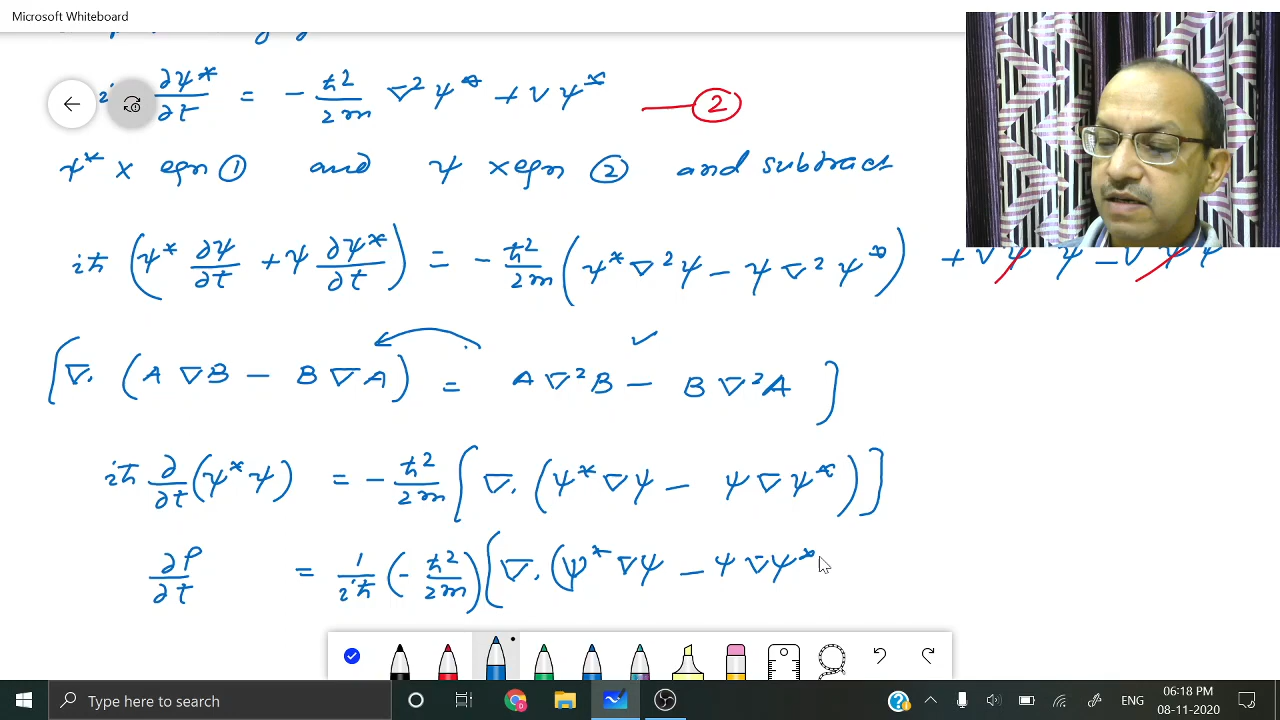 Microsoft Whiteboard
∂ψ*/∂t = - ħ²/2m ∇²ψ* + Vψ* — ②
ψ* × eqn ① and ψ × eqn ② and subtract
iħ (ψ* ∂ψ/∂t + ψ ∂ψ*/∂t) = - ħ²/2m (ψ*∇²ψ - ψ∇²ψ*) + Vψ ψ - Vψ ψ
[∇. (A∇B - B∇A) = A∇²B - B∇²A] ✓
iħ ∂/∂t (ψ*ψ) = - ħ²/2m [∇. (ψ*∇ψ - ψ∇ψ*)]
∂ρ/∂t = 1/iħ (- ħ²/2m) [∇. (ψ*∇ψ - ψ∇ψ*
Type here to search
ENG
06:18 PM
08-11-2020